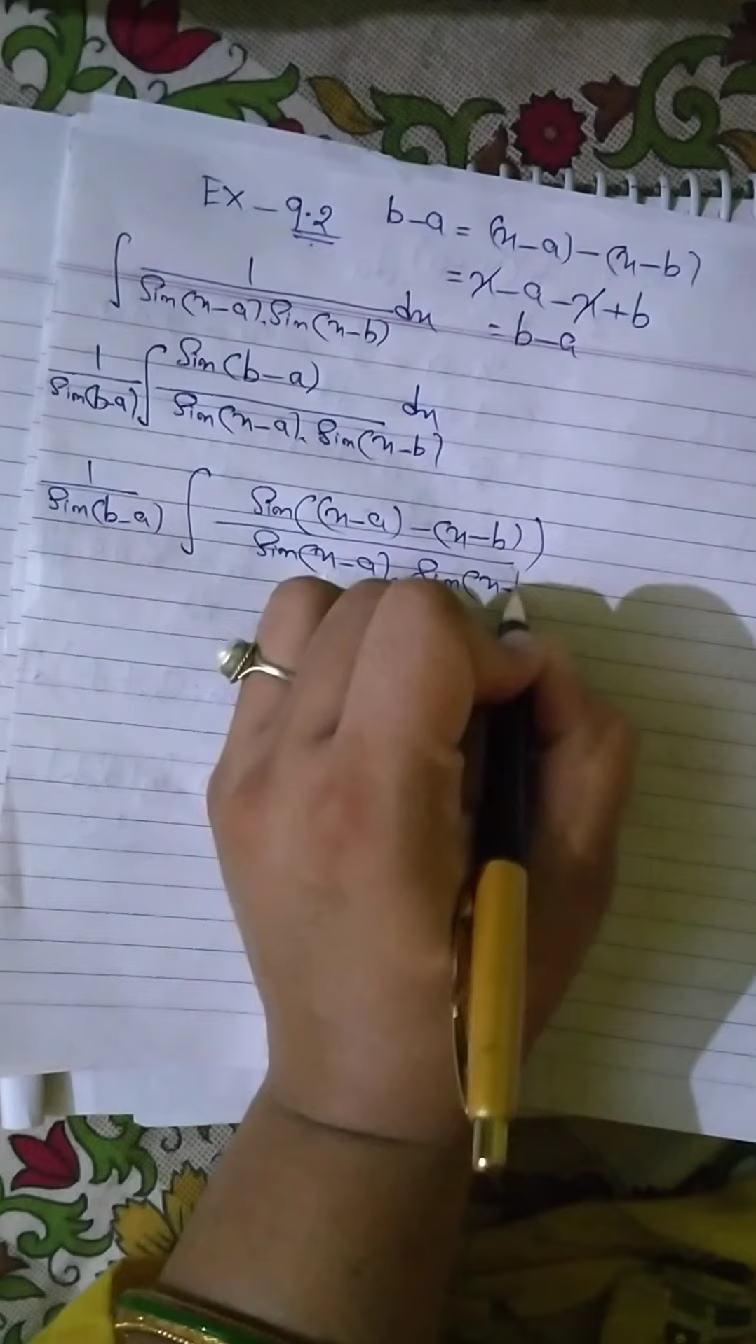 Ex - 9.2
b-a = (x-a)-(x-b)
= x-a-x+b
= b-a
∫ 1/(Sin(x-a).Sin(x-b)) dx
1/Sin(b-a) ∫ Sin(b-a)/(Sin(x-a).Sin(x-b)) dx
1/Sin(b-a) ∫ Sin((x-a)-(x-b))/(Sin(x-a).Sin(x-